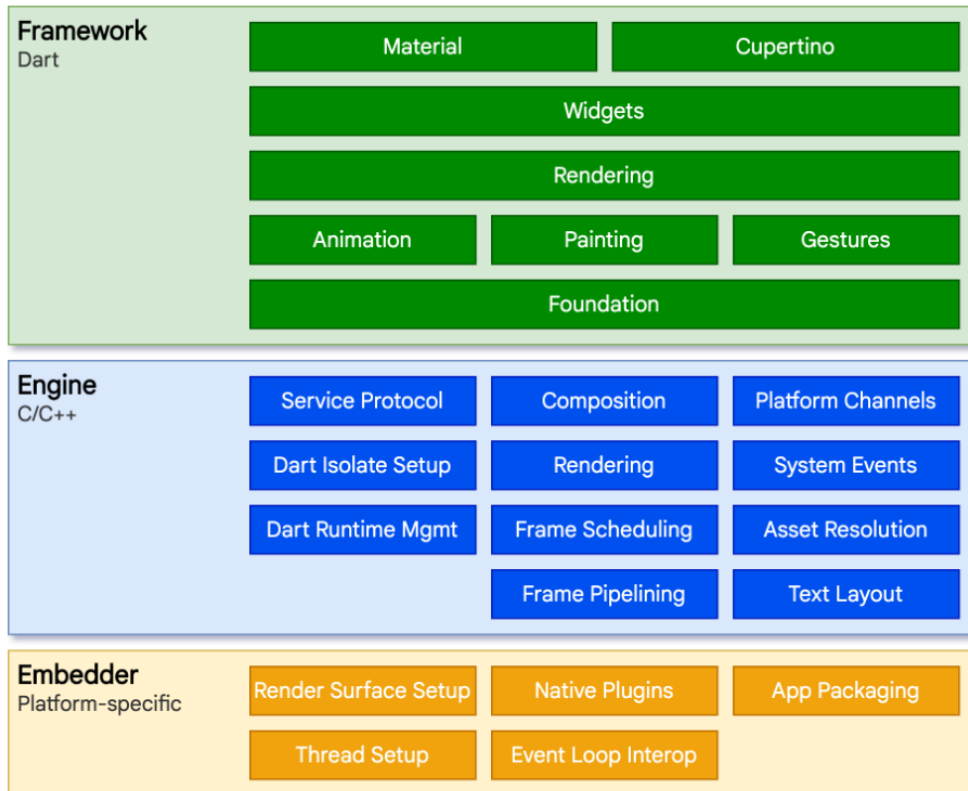 Framework
Dart
Material
Cupertino
Widgets
Rendering
Animation
Painting
Gestures
Foundation
Engine
C/C++
Service Protocol
Composition
Platform Channels
Dart Isolate Setup
Rendering
System Events
Dart Runtime Mgmt
Frame Scheduling
Asset Resolution
Frame Pipelining
Text Layout
Embedder
Platform-specific
Render Surface Setup
Native Plugins
App Packaging
Thread Setup
Event Loop Interop